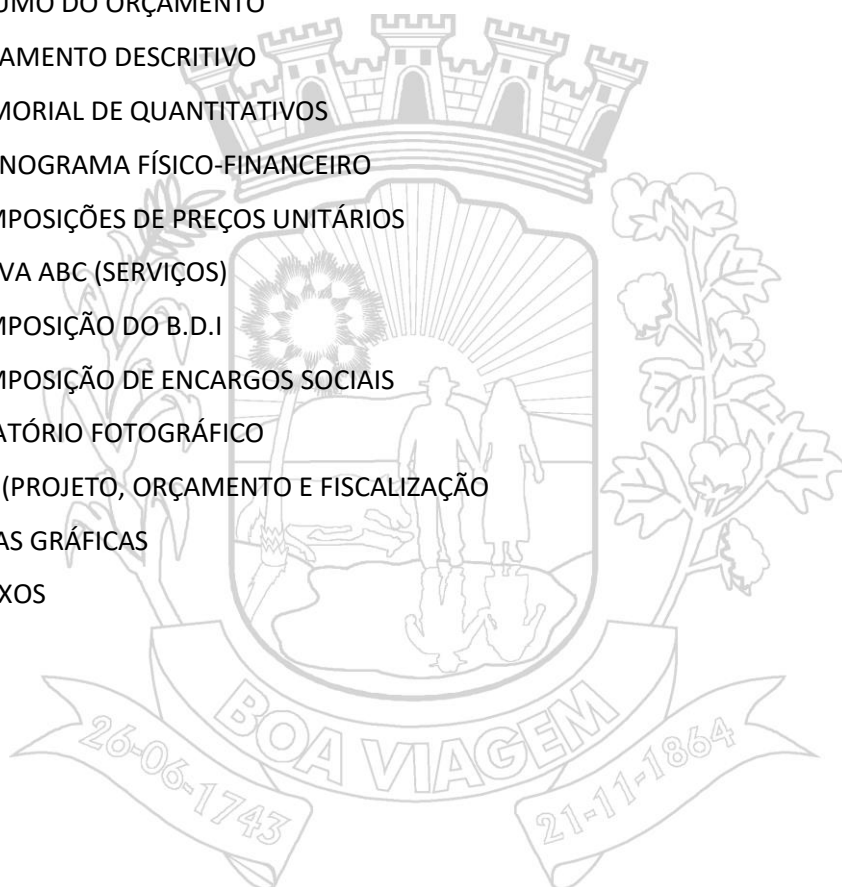 UMO DO ORÇAMENTO
AMENTO DESCRITIVO
MORIAL DE QUANTITATIVOS
NOGRAMA FÍSICO-FINANCEIRO
MPOSIÇÕES DE PREÇOS UNITÁRIOS
VA ABC (SERVIÇOS)
MPOSIÇÃO DO B.D.I
MPOSIÇÃO DE ENCARGOS SOCIAIS
ATÓRIO FOTOGRÁFICO
(PROJETO, ORÇAMENTO E FISCALIZAÇÃO
AS GRÁFICAS
XOS
26-06-1743
BOA VIAGEM
21-11-1864